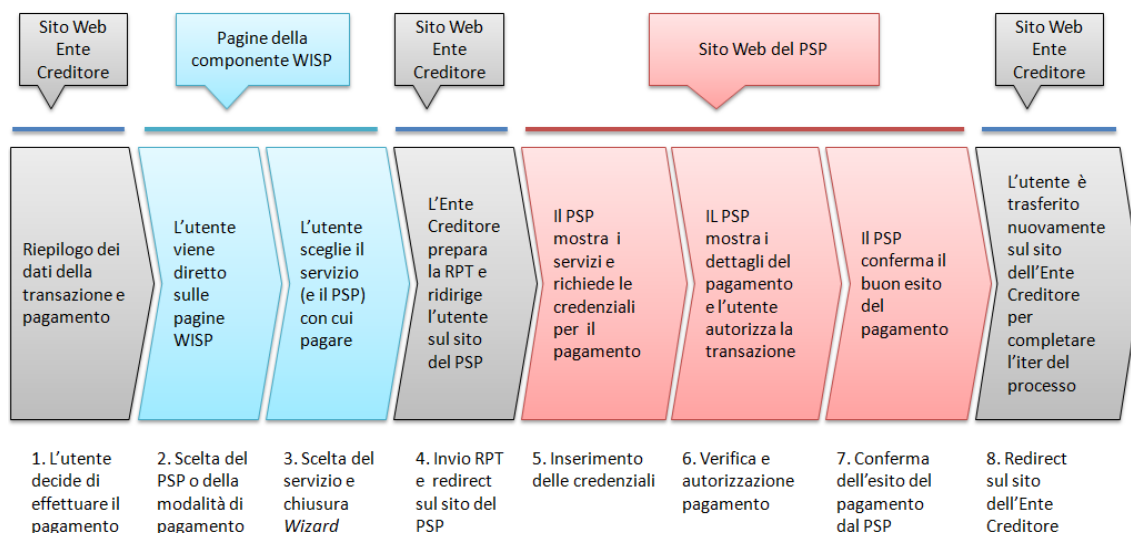 Sito Web
Ente
Creditore
Pagine della
componente WISP
Sito Web
Ente
Creditore
Sito Web del PSP
Sito Web
Ente
Creditore
Riepilogo dei
dati della
transazione e
pagamento
L'utente
viene
diretto
sulle
pagine
WISP
L'utente
sceglie il
servizio
(e il PSP)
con cui
pagare
L'Ente
Creditore
prepara
la RPT e
ridirige
l'utente
sul sito
del PSP
Il PSP
mostra i
servizi e
richiede le
credenziali
per il
pagamento
IL PSP
mostra i
dettagli del
pagamento
e l'utente
autorizza la
transazione
Il PSP
conferma il
buon esito
del
pagamento
L'utente è
trasferito
nuovamente
sul sito
dell'Ente
Creditore
per
completare
l'iter del
processo
1. L'utente
decide di
effettuare il
pagamento
2. Scelta del
PSP o della
modalità di
pagamento
3. Scelta del
servizio e
chiusura
Wizard
4. Invio RPT
e redirect
sul sito del
PSP
5. Inserimento
delle credenziali
6. Verifica e
autorizzazione
pagamento
7. Conferma
dell'esito del
pagamento
dal PSP
8. Redirect
sul sito
dell'Ente
Creditore